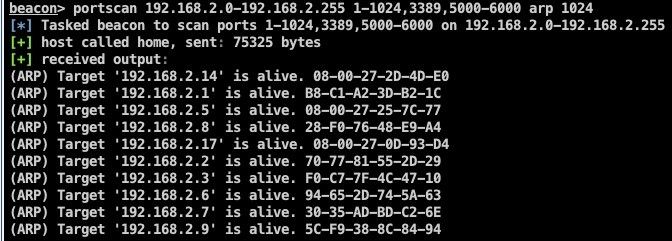 beacon> portscan 192.168.2.0-192.168.2.255 1-1024,3389,5000-6000 arp 1024
[*] Tasked beacon to scan ports 1-1024,3389,5000-6000 on 192.168.2.0-192.168.2.255
[+] host called home, sent: 75325 bytes
[+] received output:
(ARP) Target '192.168.2.14' is alive. 08-00-27-2D-4D-E0
(ARP) Target '192.168.2.1' is alive. B8-C1-A2-3D-B2-1C
(ARP) Target '192.168.2.5' is alive. 08-00-27-25-7C-77
(ARP) Target '192.168.2.8' is alive. 28-F0-76-48-E9-A4
(ARP) Target '192.168.2.17' is alive. 08-00-27-0D-93-D4
(ARP) Target '192.168.2.2' is alive. 70-77-81-55-2D-29
(ARP) Target '192.168.2.3' is alive. F0-C7-7F-4C-47-10
(ARP) Target '192.168.2.6' is alive. 94-65-2D-74-5A-63
(ARP) Target '192.168.2.7' is alive. 30-35-AD-BD-C2-6E
(ARP) Target '192.168.2.9' is alive. 5C-F9-38-8C-84-94